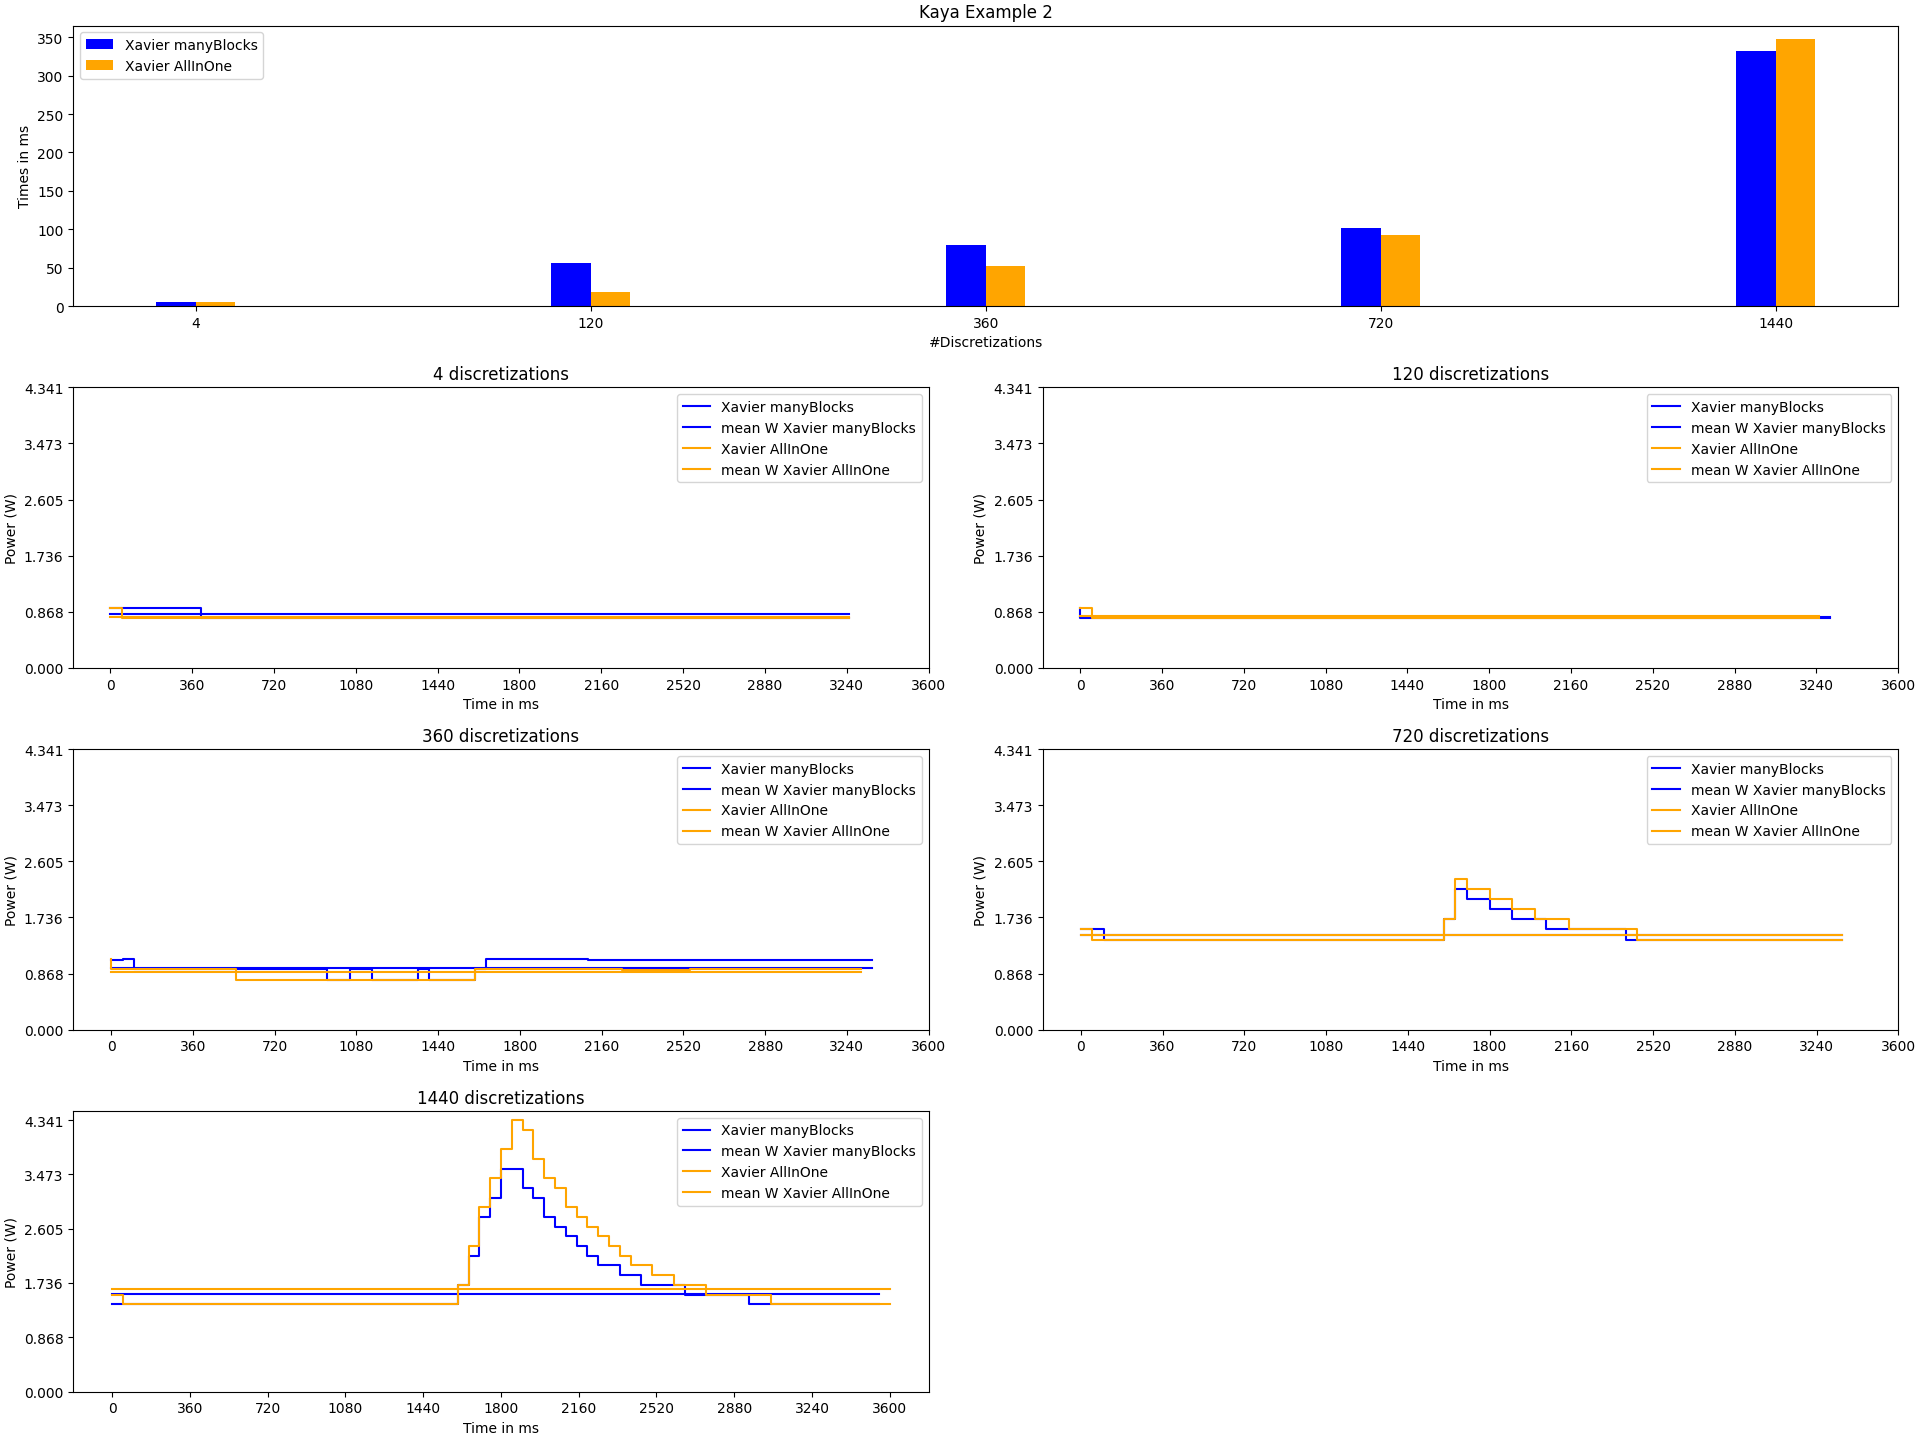 Kaya Example 2
Xavier manyBlocks
Xavier AllInOne
Times in ms
350
300
250
200
150
100
50
0
4 120 360 720 1440
#Discretizations
4 discretizations
Xavier manyBlocks
mean W Xavier manyBlocks
Xavier AllInOne
mean W Xavier AllInOne
Power (W)
4.341
3.473
2.605
1.736
0.868
0.000
0 360 720 1080 1440 1800 2160 2520 2880 3240 3600
Time in ms
120 discretizations
Xavier manyBlocks
mean W Xavier manyBlocks
Xavier AllInOne
mean W Xavier AllInOne
Power (W)
4.341
3.473
2.605
1.736
0.868
0.000
0 360 720 1080 1440 1800 2160 2520 2880 3240 3600
Time in ms
360 discretizations
Xavier manyBlocks
mean W Xavier manyBlocks
Xavier AllInOne
mean W Xavier AllInOne
Power (W)
4.341
3.473
2.605
1.736
0.868
0.000
0 360 720 1080 1440 1800 2160 2520 2880 3240 3600
Time in ms
720 discretizations
Xavier manyBlocks
mean W Xavier manyBlocks
Xavier AllInOne
mean W Xavier AllInOne
Power (W)
4.341
3.473
2.605
1.736
0.868
0.000
0 360 720 1080 1440 1800 2160 2520 2880 3240 3600
Time in ms
1440 discretizations
Xavier manyBlocks
mean W Xavier manyBlocks
Xavier AllInOne
mean W Xavier AllInOne
Power (W)
4.341
3.473
2.605
1.736
0.868
0.000
0 360 720 1080 1440 1800 2160 2520 2880 3240 3600
Time in ms